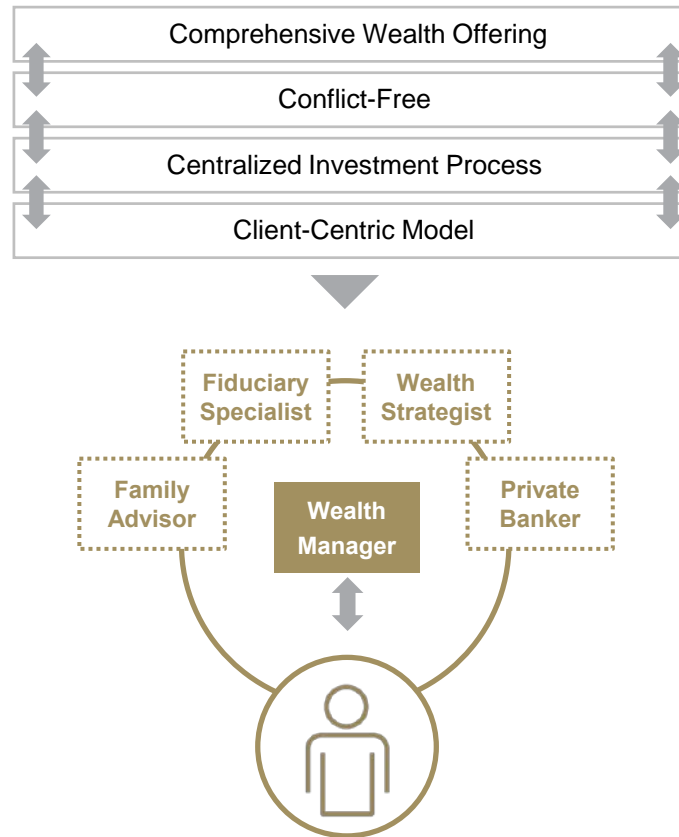 Comprehensive Wealth Offering
Conflict-Free
Centralized Investment Process
Client-Centric Model
Fiduciary
Specialist
Wealth
Strategist
Family
Advisor
Wealth
Manager
Private
Banker